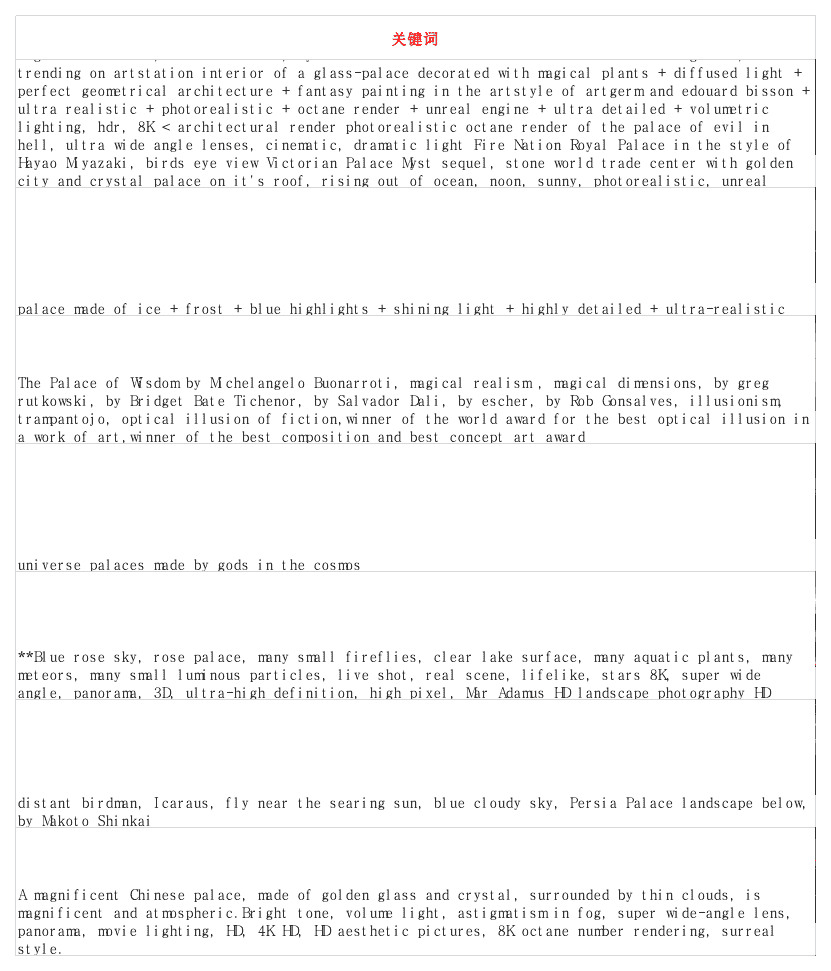 关键词
trending on artstation interior of a glass-palace decorated with magical plants + diffused light +
perfect geometrical architecture + fantasy painting in the artstyle of artgerm and edouard bisson +
ultra realistic + photorealistic + octane render + unreal engine + ultra detailed + volumetric
lighting, hdr, 8K < architectural render photorealistic octane render of the palace of evil in
hell, ultra wide angle lenses, cinematic, dramatic light Fire Nation Royal Palace in the style of
Hayao Miyazaki, birds eye view Victorian Palace Myst sequel, stone world trade center with golden
city and crystal palace on it's roof, rising out of ocean, noon, sunny, photorealistic, unreal
palace made of ice + frost + blue highlights + shining light + highly detailed + ultra-realistic
The Palace of Wisdom by Michelangelo Buonarroti, magical realism, magical dimensions, by greg
rutkowski, by Bridget Bate Tichenor, by Salvador Dali, by escher, by Rob Gonsalves, illusionism,
trampantojo, optical illusion of fiction,winner of the world award for the best optical illusion in
a work of art,winner of the best composition and best concept art award
universe palaces made by gods in the cosmos
**Blue rose sky, rose palace, many small fireflies, clear lake surface, many aquatic plants, many
meteors, many small luminous particles, live shot, real scene, lifelike, stars 8K, super wide
angle, panorama, 3D, ultra-high definition, high pixel, Mar Adamus HD landscape photography HD
distant birdman, Icaraus, fly near the searing sun, blue cloudy sky, Persia Palace landscape below,
by Makoto Shinkai
A magnificent Chinese palace, made of golden glass and crystal, surrounded by thin clouds, is
magnificent and atmospheric.Bright tone, volume light, astigmatism in fog, super wide-angle lens,
panorama, movie lighting, HD, 4K HD, HD aesthetic pictures, 8K octane number rendering, surreal
style.